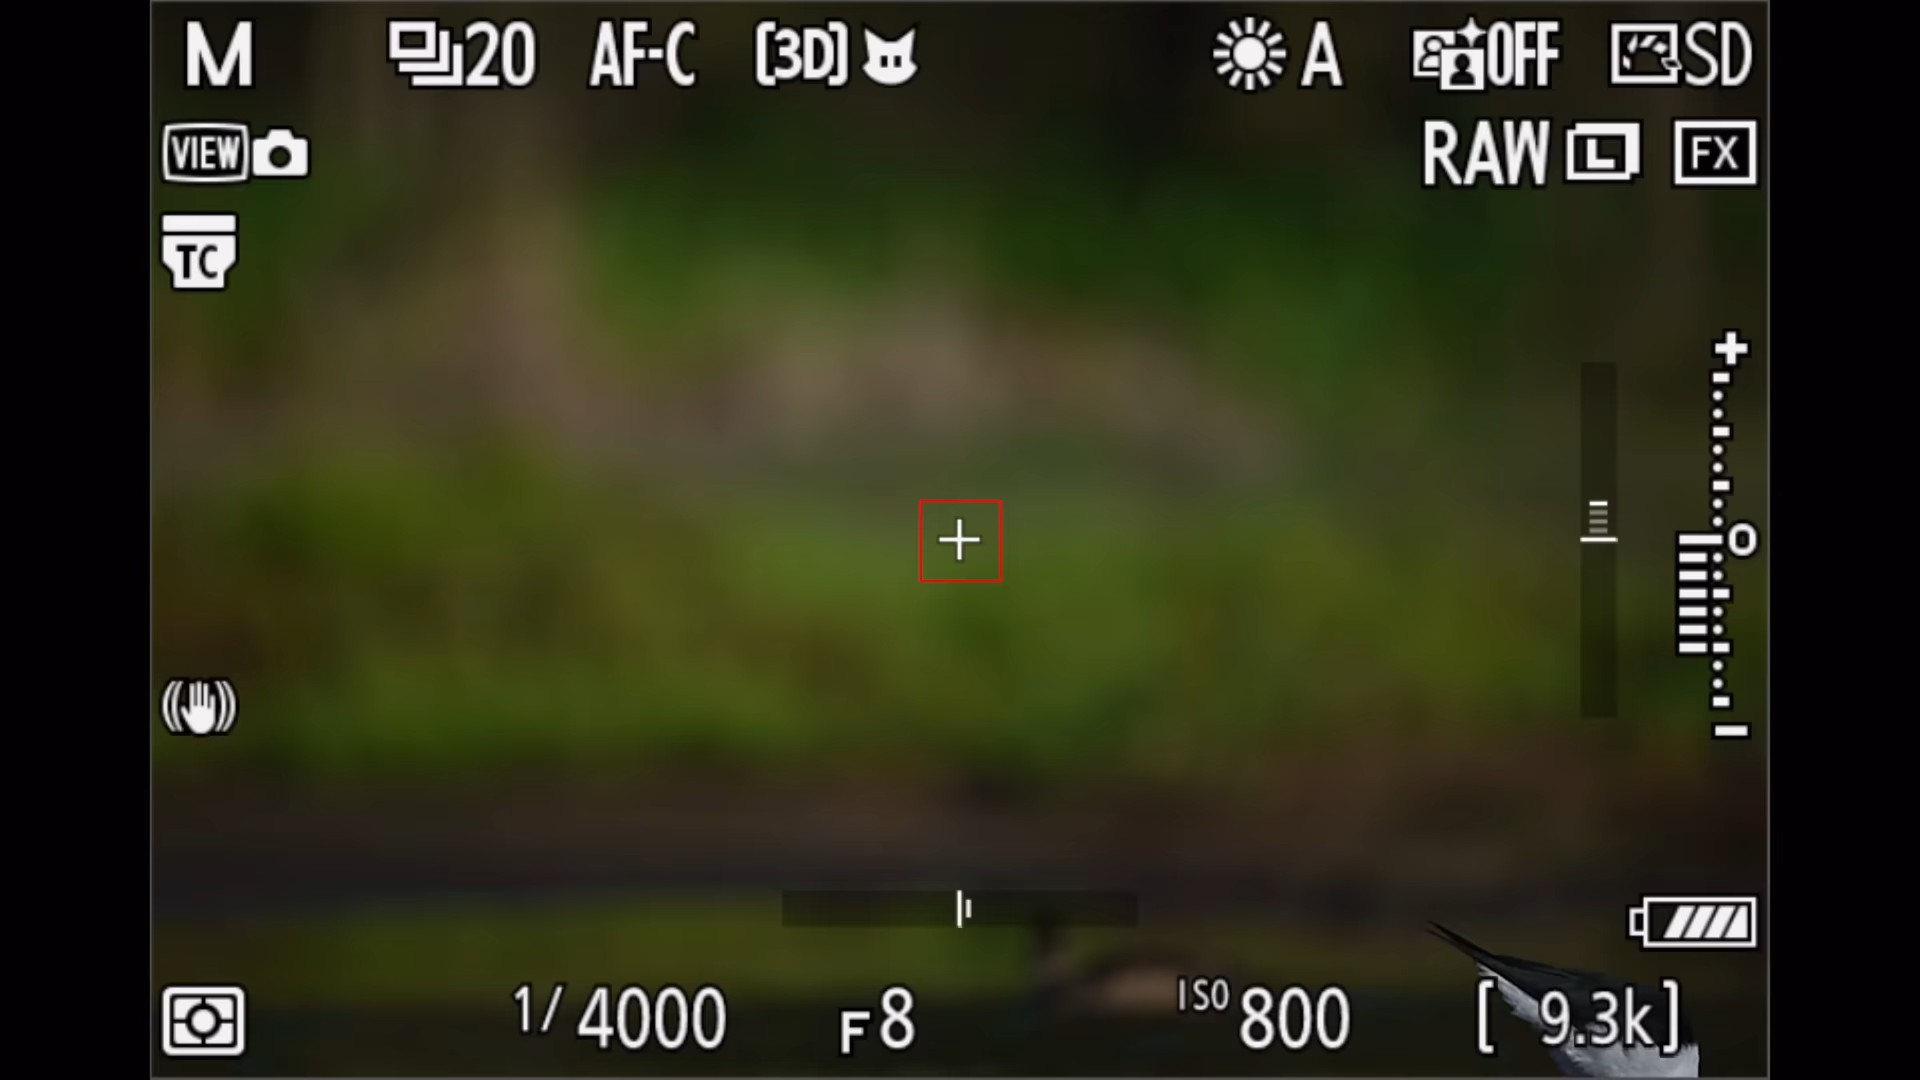 M 20 AF-C [3D] A OFF SD
VIEW RAW L FX
TC
+
0
-
1/4000 F8 ISO 800 [ 9.3k]